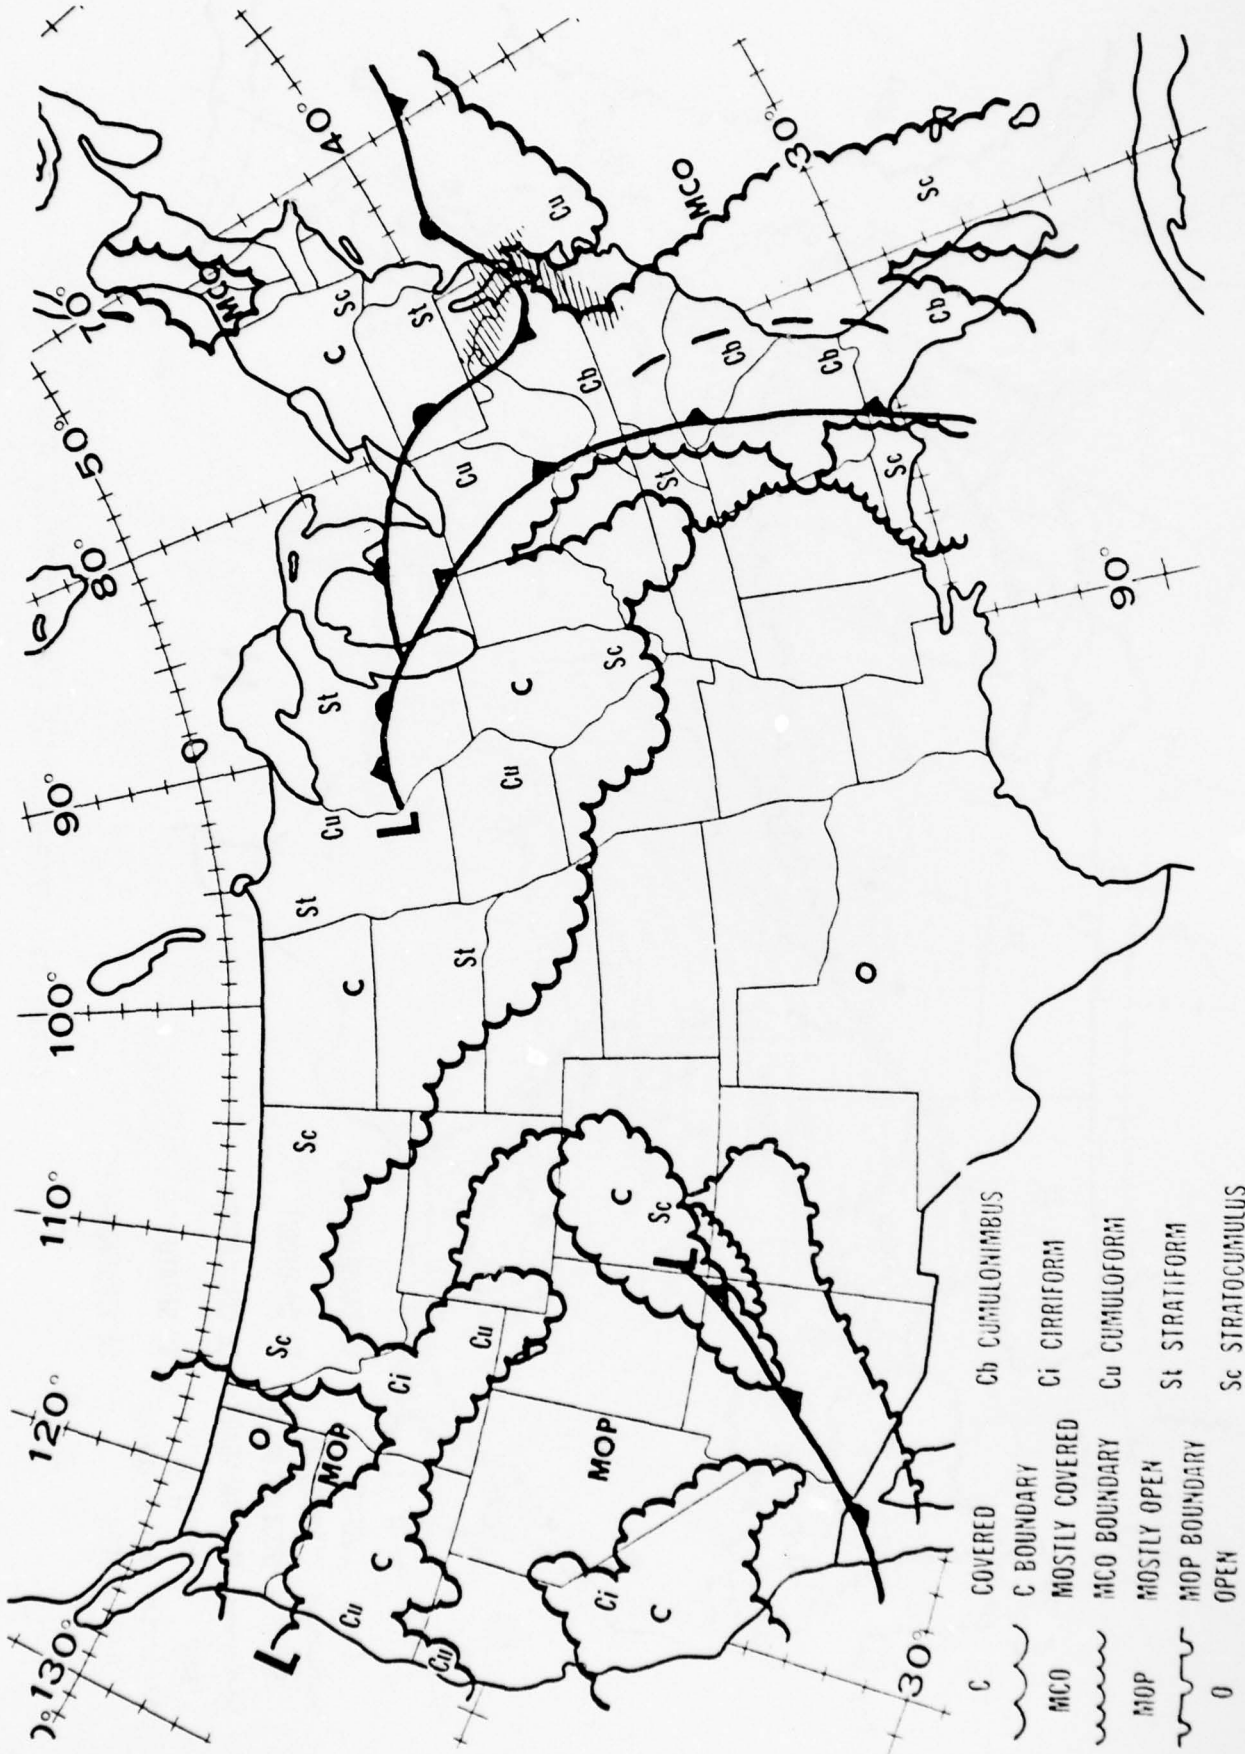 130°
120°
110°
100°
90°
80°
50°
70°
40°
30°
30°
90°
L
Cu
C
Cu
Ci
C
O
MOP
MOP
Ci
Cu
Sc
Sc
C
Sc
L
C
St
St
Cu
L
Cu
O
O
St
C
Sc
Cu
St
Sc
C
Sc
St
MCO
Cb
Cb
Cb
Cb
Cu
MCO
Sc
C COVERED
C BOUNDARY
MCO MOSTLY COVERED
MCO BOUNDARY
MOP MOSTLY OPEN
MOP BOUNDARY
O OPEN
Cb CUMULONIMBUS
Ci CIRRIFORM
Cu CUMULOFORM
St STRATIFORM
Sc STRATOCUMULUS